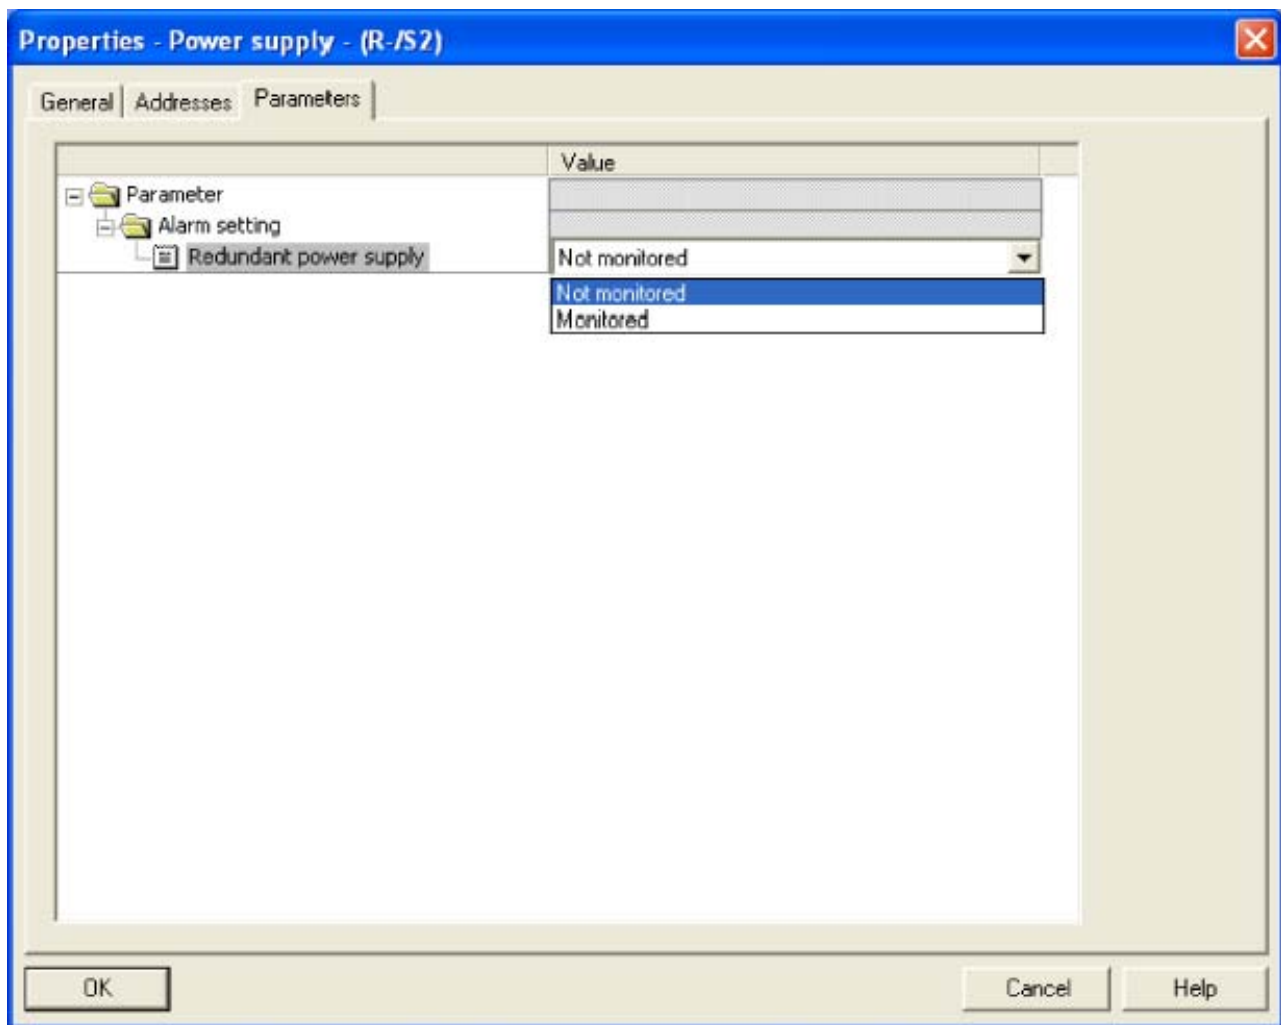 Properties - Power supply - (R-/S2)
General Addresses Parameters
Value
Parameter
Alarm setting
Redundant power supply Not monitored
Not monitored
Monitored
OK Cancel Help